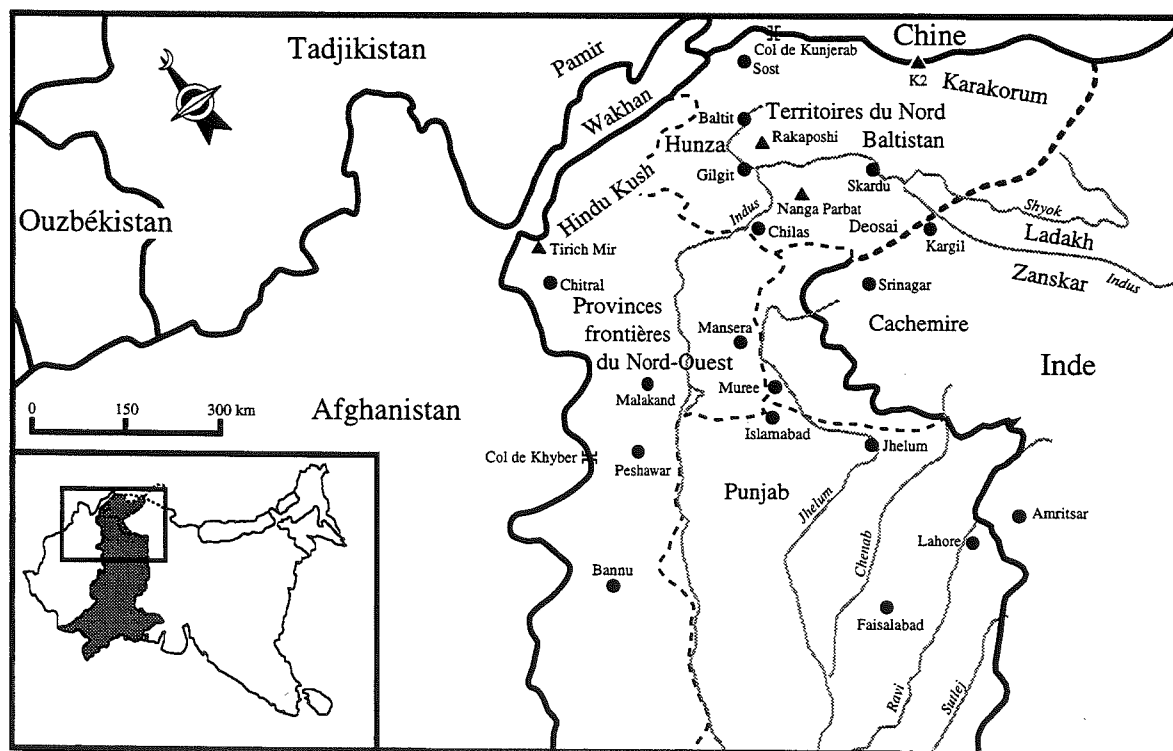 Tadjikistan
Pamir
Wakhan
Col de Kunjerab
Sost
Chine
K2
Karakorum
Baltit
Territoires du Nord
Hunza
Rakaposhi
Baltistan
Gilgit
Skardu
Hindu Kush
Ouzbékistan
Indus
Nanga Parbat
Shyok
Chilas
Deosai
Kargil
Ladakh
Tirich Mir
Zanskar
Indus
Chitral
Srinagar
Provinces
frontières
du Nord-Ouest
Mansera
Cachemire
Inde
Muree
Malakand
0 150 300 km
Afghanistan
Islamabad
Jhelum
Col de Khyber
Peshawar
Punjab
Jhelum
Chenab
Amritsar
Lahore
Bannu
Faisalabad
Ravi
Sutlej